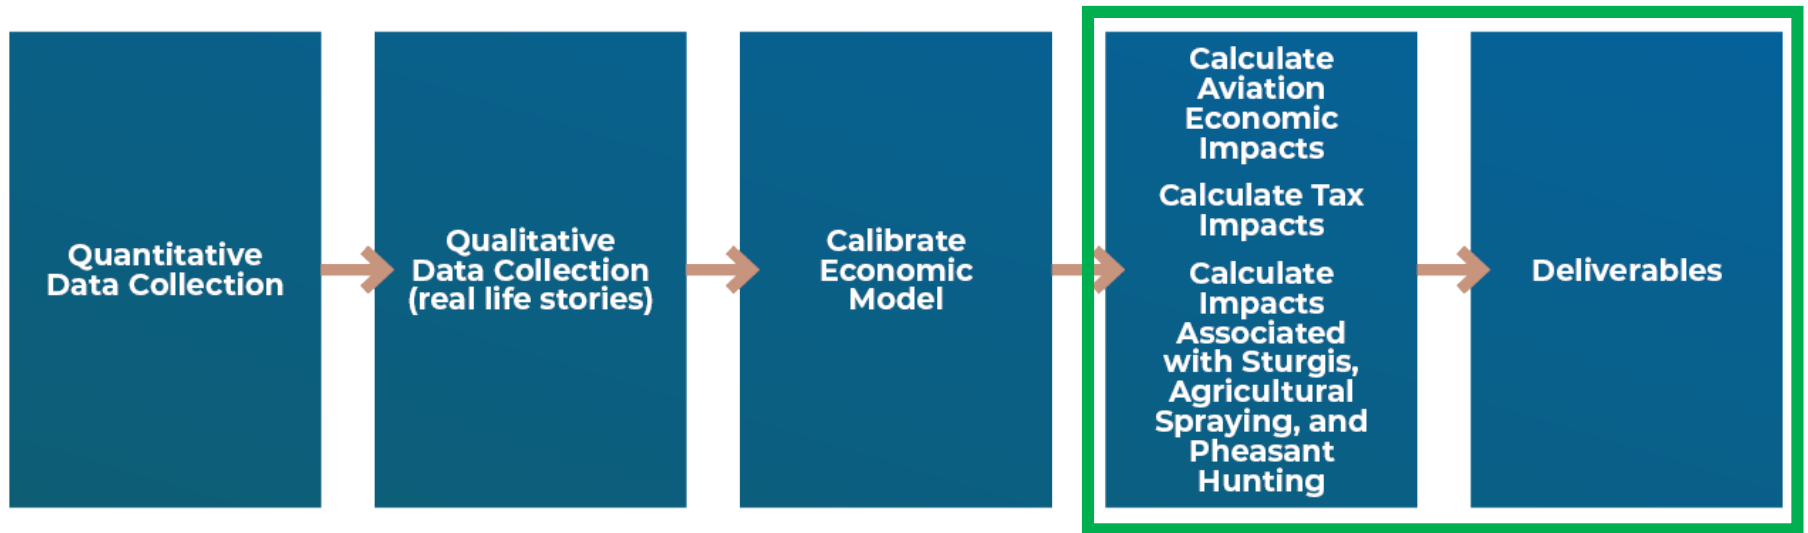 Quantitative
Data Collection
Qualitative
Data Collection
(real life stories)
Calibrate
Economic
Model
Calculate
Aviation
Economic
Impacts
Calculate Tax
Impacts
Calculate
Impacts
Associated
with Sturgis,
Agricultural
Spraying, and
Pheasant
Hunting
Deliverables